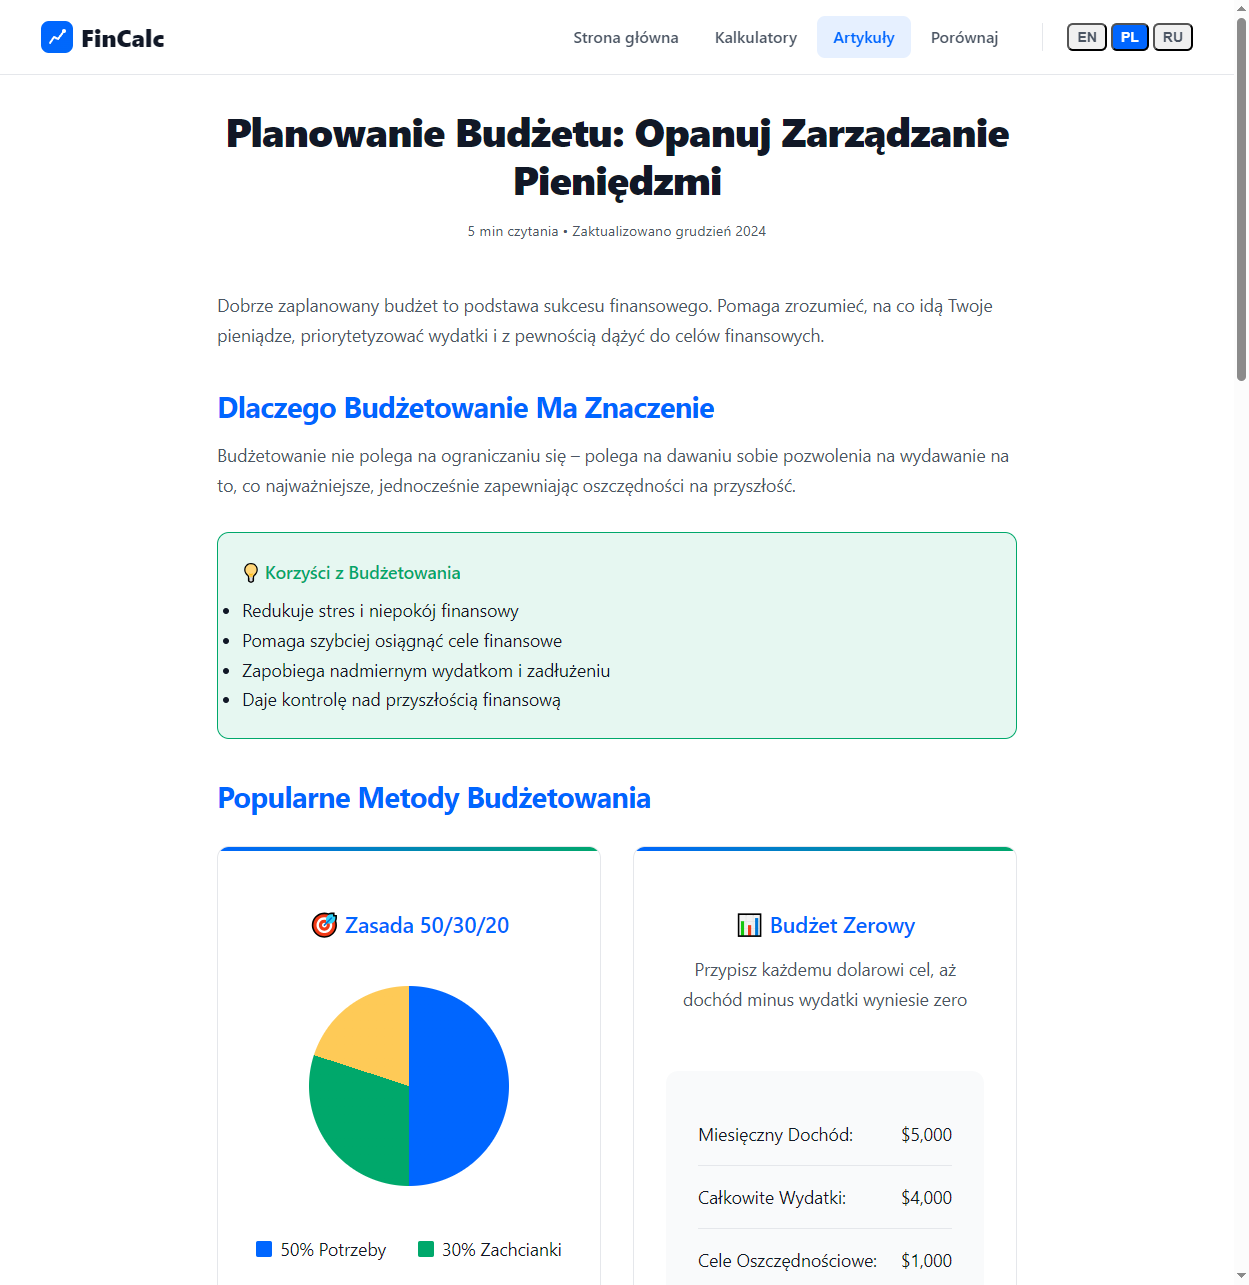 FinCalc
Strona główna
Kalkulatory
Artykuły
Porównaj
EN
PL
RU
Planowanie Budżetu: Opanuj Zarządzanie
Pieniędzmi
5 min czytania • Zaktualizowano grudzień 2024
Dobrze zaplanowany budżet to podstawa sukcesu finansowego. Pomaga zrozumieć, na co idą Twoje
pieniądze, priorytetyzować wydatki i z pewnością dążyć do celów finansowych.
Dlaczego Budżetowanie Ma Znaczenie
Budżetowanie nie polega na ograniczaniu się – polega na dawaniu sobie pozwolenia na wydawanie na
to, co najważniejsze, jednocześnie zapewniając oszczędności na przyszłość.
💡 Korzyści z Budżetowania
• Redukuje stres i niepokój finansowy
• Pomaga szybciej osiągnąć cele finansowe
• Zapobiega nadmiernym wydatkom i zadłużeniu
• Daje kontrolę nad przyszłością finansową
Popularne Metody Budżetowania
🎯 Zasada 50/30/20
50% Potrzeby
30% Zachcianki
📊 Budżet Zerowy
Przypisz każdemu dolarowi cel, aż
dochód minus wydatki wyniesie zero
Miesięczny Dochód: $5,000
Całkowite Wydatki: $4,000
Cele Oszczędnościowe: $1,000